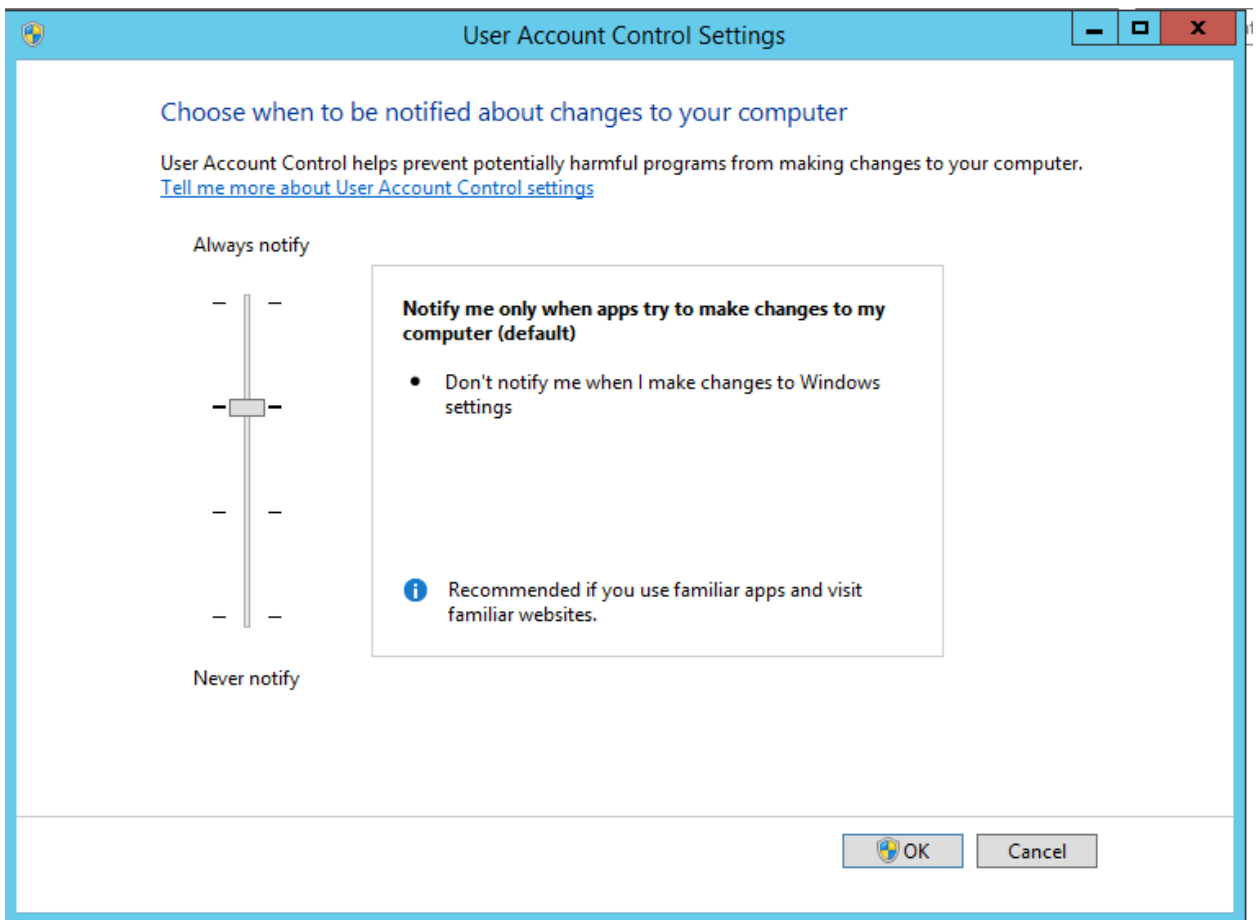 User Account Control Settings
Choose when to be notified about changes to your computer
User Account Control helps prevent potentially harmful programs from making changes to your computer.
Tell me more about User Account Control settings
Always notify
Notify me only when apps try to make changes to my
computer (default)
• Don't notify me when I make changes to Windows
settings
Recommended if you use familiar apps and visit
familiar websites.
Never notify
OK
Cancel